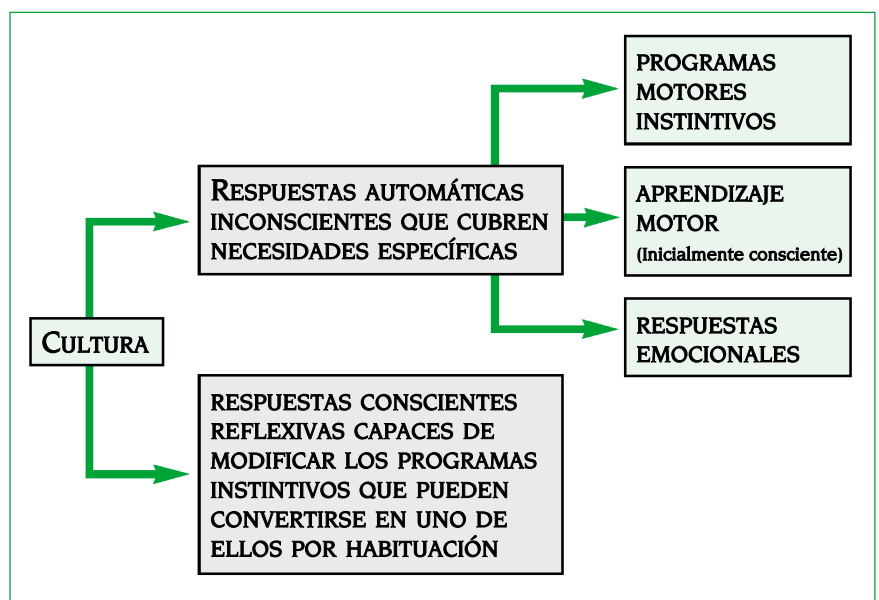 CULTURA
RESPUESTAS AUTOMÁTICAS
INCONSCIENTES QUE CUBREN
NECESIDADES ESPECÍFICAS
PROGRAMAS
MOTORES
INSTINTIVOS
APRENDIZAJE
MOTOR
(Inicialmente consciente)
RESPUESTAS
EMOCIONALES
RESPUESTAS CONSCIENTES
REFLEXIVAS CAPACES DE
MODIFICAR LOS PROGRAMAS
INSTINTIVOS QUE PUEDEN
CONVERTIRSE EN UNO DE
ELLOS POR HABITUACIÓN